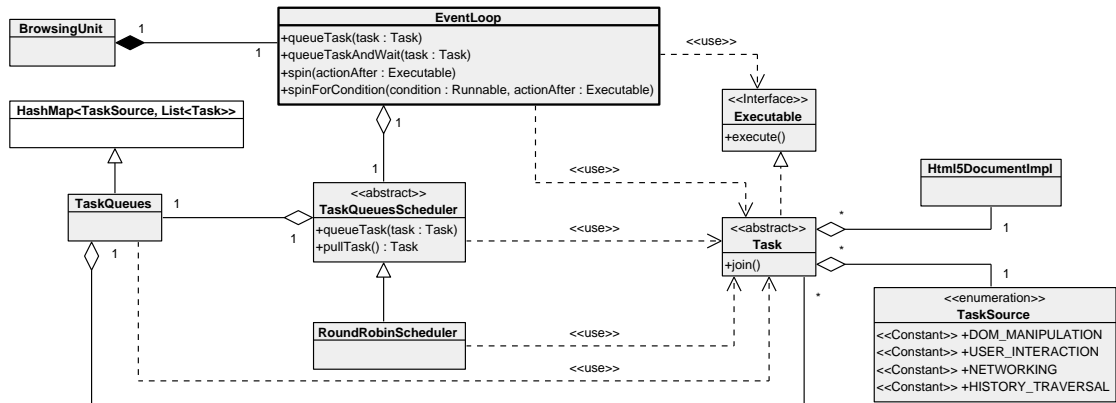 EventLoop
BrowsingUnit
1
1
+queueTask(task : Task)
+queueTaskAndWait(task : Task)
+spin(actionAfter : Executable)
+spinForCondition(condition : Runnable, actionAfter : Executable)
<<use>>
HashMap<TaskSource, List<Task>>
<<Interface>>
Executable
+execute()
1
1
<<use>>
Html5DocumentImpl
TaskQueues
1
1
<<abstract>>
TaskQueuesScheduler
+queueTask(task : Task)
+pullTask() : Task
<<use>>
<<abstract>>
Task
+join()
*
1
*
1
1
*
<<enumeration>>
TaskSource
<<Constant>> +DOM_MANIPULATION
<<Constant>> +USER_INTERACTION
<<Constant>> +NETWORKING
<<Constant>> +HISTORY_TRAVERSAL
RoundRobinScheduler
<<use>>
<<use>>